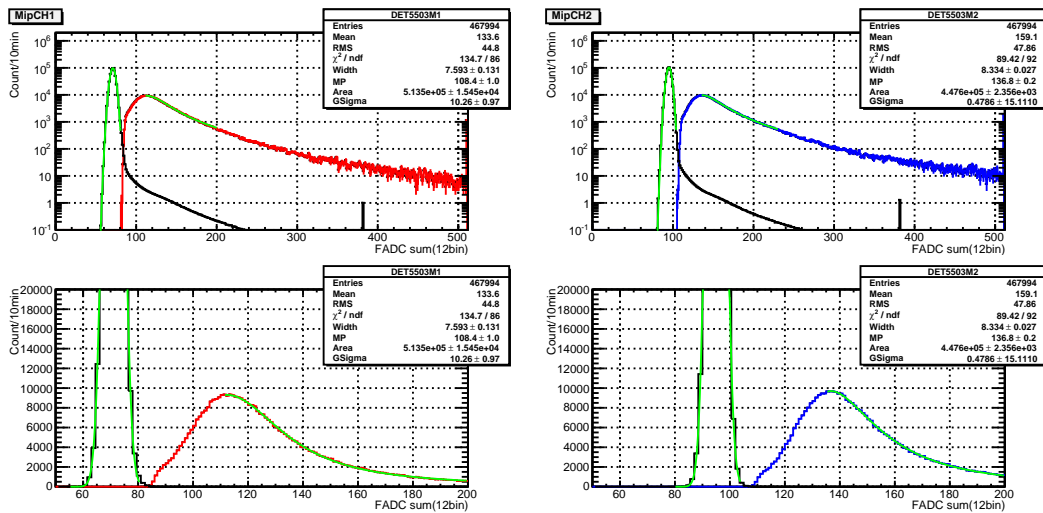 MipCH1
DET5503M1
Entries 467994
Mean 133.6
RMS 44.8
χ² / ndf 134.7 / 86
Width 7.593 ± 0.131
MP 108.4 ± 1.0
Area 5.135e+05 ± 1.545e+04
GSigma 10.26 ± 0.97
Count/10min
10⁶
10⁵
10⁴
10³
10²
10
1
10⁻¹
0 100 200 300 400 500
FADC sum(12bin)
MipCH2
DET5503M2
Entries 467994
Mean 159.1
RMS 47.86
χ² / ndf 89.42 / 92
Width 8.334 ± 0.027
MP 136.8 ± 0.2
Area 4.476e+05 ± 2.356e+03
GSigma 0.4786 ± 15.1110
Count/10min
10⁶
10⁵
10⁴
10³
10²
10
1
10⁻¹
0 100 200 300 400 500
FADC sum(12bin)
DET5503M1
Entries 467994
Mean 133.6
RMS 44.8
χ² / ndf 134.7 / 86
Width 7.593 ± 0.131
MP 108.4 ± 1.0
Area 5.135e+05 ± 1.545e+04
GSigma 10.26 ± 0.97
Count/10min
20000
18000
16000
14000
12000
10000
8000
6000
4000
2000
0
60 80 100 120 140 160 180 200
FADC sum(12bin)
DET5503M2
Entries 467994
Mean 159.1
RMS 47.86
χ² / ndf 89.42 / 92
Width 8.334 ± 0.027
MP 136.8 ± 0.2
Area 4.476e+05 ± 2.356e+03
GSigma 0.4786 ± 15.1110
Count/10min
20000
18000
16000
14000
12000
10000
8000
6000
4000
2000
0
60 80 100 120 140 160 180 200
FADC sum(12bin)